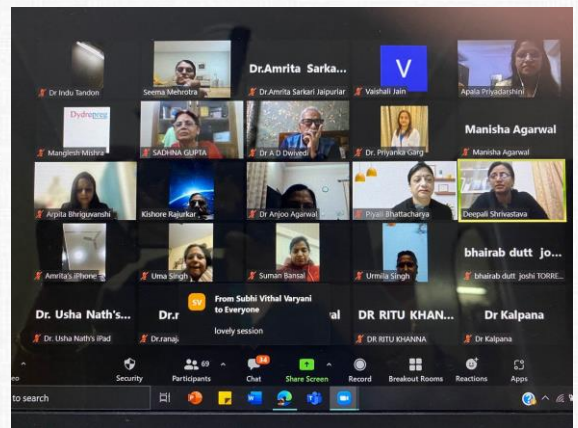 Dr.Amrita Sarka...
V
Dr Indu Tandon
Seema Mehrotra
Dr.Amrita Sarkari Jaipuriar
Vaishali Jain
Apala Priyadarshini
Dydrepreg
Manisha Agarwal
Manglesh Mishra
SADHNA GUPTA
Dr A D Dwivedi
Dr. Priyanka Garg
Manisha Agarwal
Arpita Bhriguvanshi
Kishore Rajurkar
Dr Anjoo Agarwal
Piyali Bhattacharya
Deepali Shrivastava
bhairab dutt jo...
Amrita's iPhone
Uma Singh
Suman Bansal
Urmila Singh
bhairab dutt joshi TORRE...
Dr. Usha Nath's...
Dr.r
al
DR RITU KHAN...
Dr Kalpana
SV
From Subhi Vithal Varyani
to Everyone
lovely session
Dr. Usha Nath's iPad
Dr.ranaj
DR RITU KHANNA
Dr Kalpana
69
34
eo
Security
Participants
Chat
Share Screen
Record
Breakout Rooms
Reactions
Apps
to search